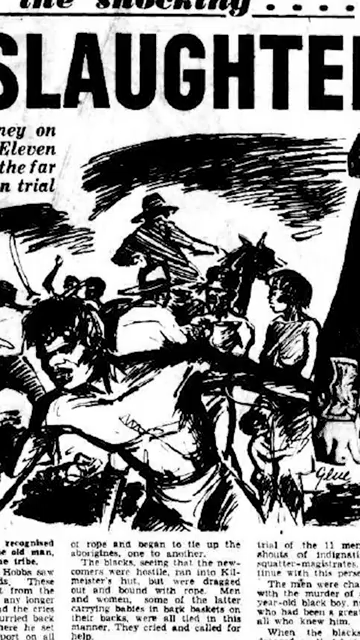 the shocking . . . . .
SLAUGHTE
ney on
Eleven
the far
n trial
Glue
recognised
e old man,
he tribe.
Hobbs saw
ds. These
t from the
any longer
d the cries
urried back
here he set
port on all
of rope and began to tie up the
aborigines, one to another.
The blacks, seeing that the new-
comers were hostile, ran into Kil-
meister's hut, but were dragged
out and bound with rope. Men
and women, some of the latter
carrying babies in bark baskets on
their backs, were all tied in this
manner. They cried and called for
help.
trial of the 11 men
shouts of indignati
squatter-magistrates,
tinue with this perse
The men were cha
with the murder of
year-old black boy,
who had been a great
all who knew him.
When the bla